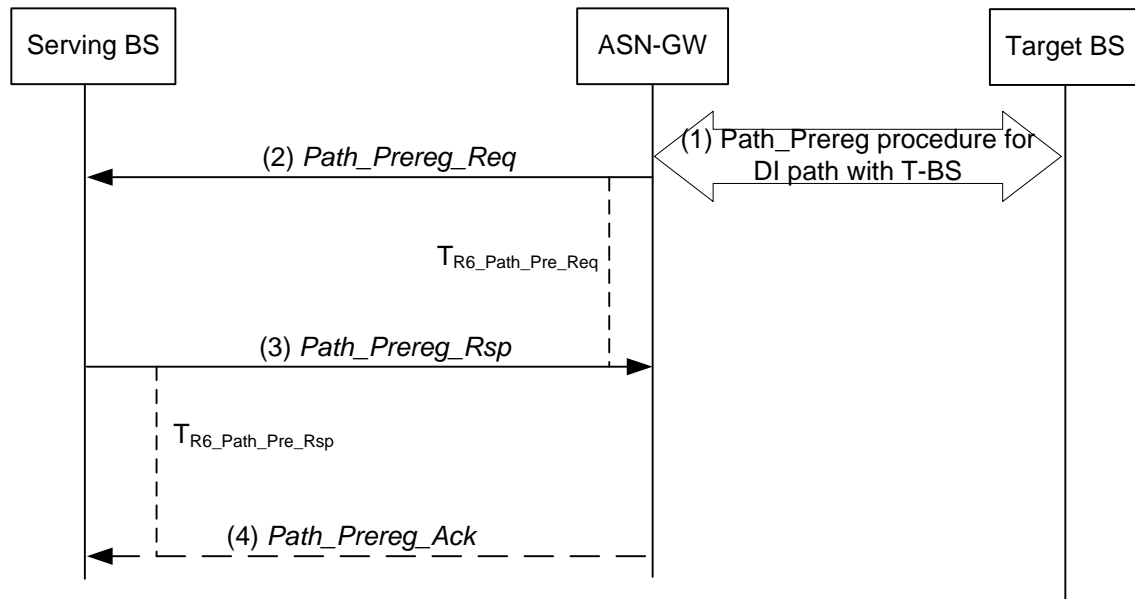 Serving BS
ASN-GW
Target BS
(1) Path_Prereg procedure for
DI path with T-BS
(2) Path_Prereg_Req
TR6_Path_Pre_Req
(3) Path_Prereg_Rsp
TR6_Path_Pre_Rsp
(4) Path_Prereg_Ack